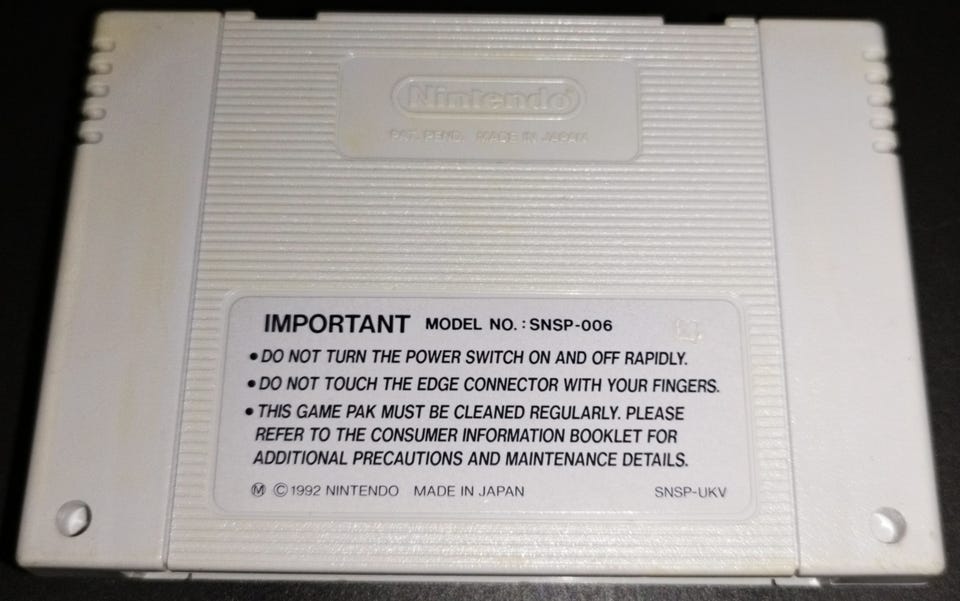 Nintendo®
PAT. PEND. MADE IN JAPAN
IMPORTANT MODEL NO.: SNSP-006
• DO NOT TURN THE POWER SWITCH ON AND OFF RAPIDLY.
• DO NOT TOUCH THE EDGE CONNECTOR WITH YOUR FINGERS.
• THIS GAME PAK MUST BE CLEANED REGULARLY. PLEASE
REFER TO THE CONSUMER INFORMATION BOOKLET FOR
ADDITIONAL PRECAUTIONS AND MAINTENANCE DETAILS.
Ⓜ © 1992 NINTENDO MADE IN JAPAN SNSP-UKV